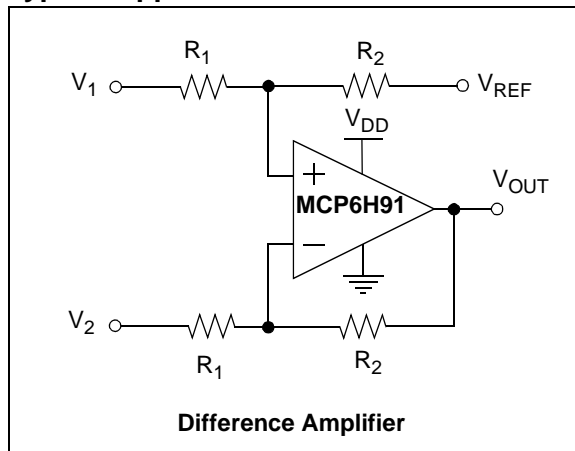 R1
R2
V1
VREF
VDD
+
MCP6H91
VOUT
−
V2
R1
R2
Difference Amplifier